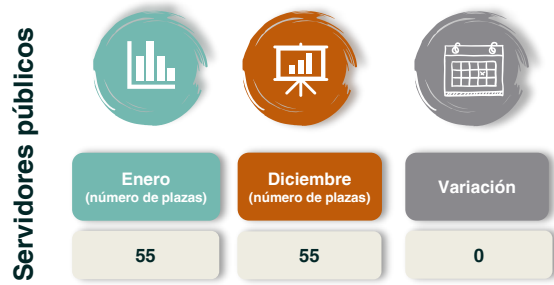 Servidores públicos
Enero
(número de plazas)
Diciembre
(número de plazas)
Variación
55
55
0